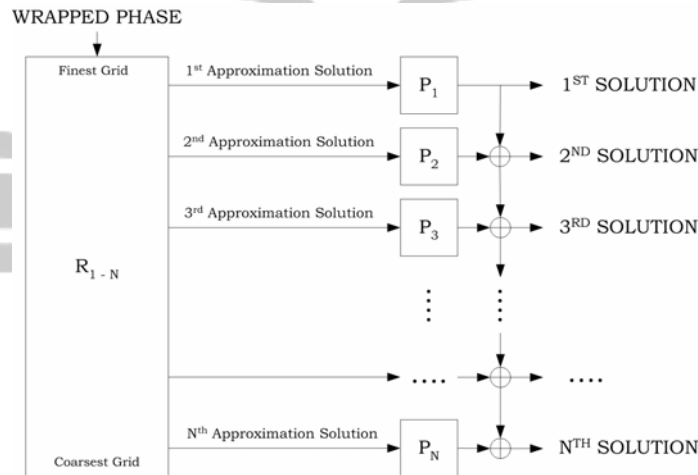 WRAPPED PHASE
Finest Grid
1st Approximation Solution
P1
1ST SOLUTION
2nd Approximation Solution
P2
2ND SOLUTION
3rd Approximation Solution
P3
3RD SOLUTION
R1 - N
....
....
....
....
Coarsest Grid
Nth Approximation Solution
PN
NTH SOLUTION